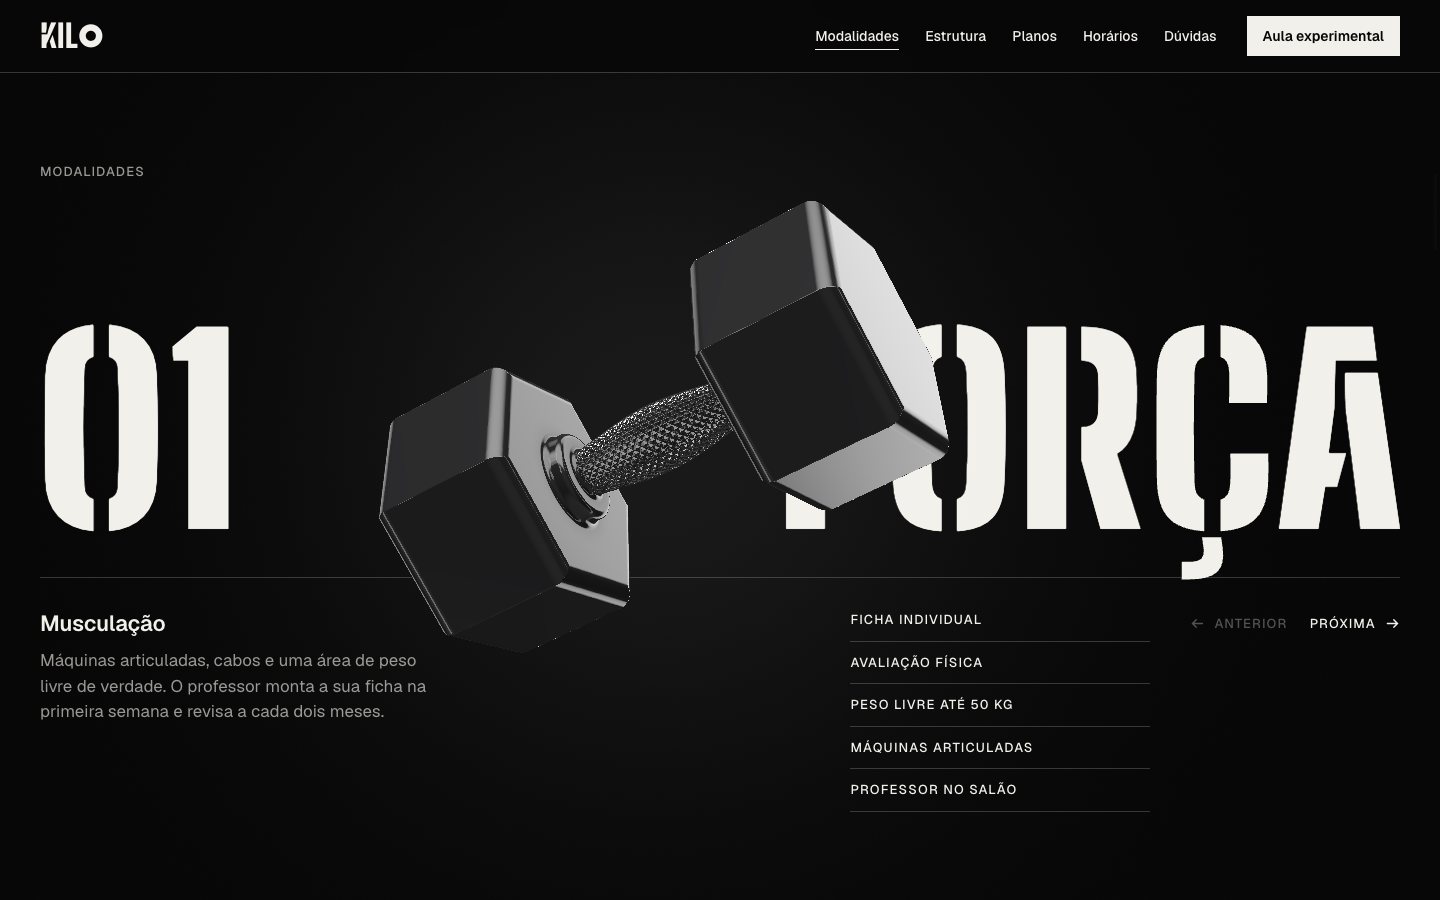 KILO
Modalidades
Estrutura
Planos
Horários
Dúvidas
Aula experimental
MODALIDADES
01
FORÇA
Musculação
Máquinas articuladas, cabos e uma área de peso
livre de verdade. O professor monta a sua ficha na
primeira semana e revisa a cada dois meses.
FICHA INDIVIDUAL
AVALIAÇÃO FÍSICA
PESO LIVRE ATÉ 50 KG
MÁQUINAS ARTICULADAS
PROFESSOR NO SALÃO
← ANTERIOR
PRÓXIMA →